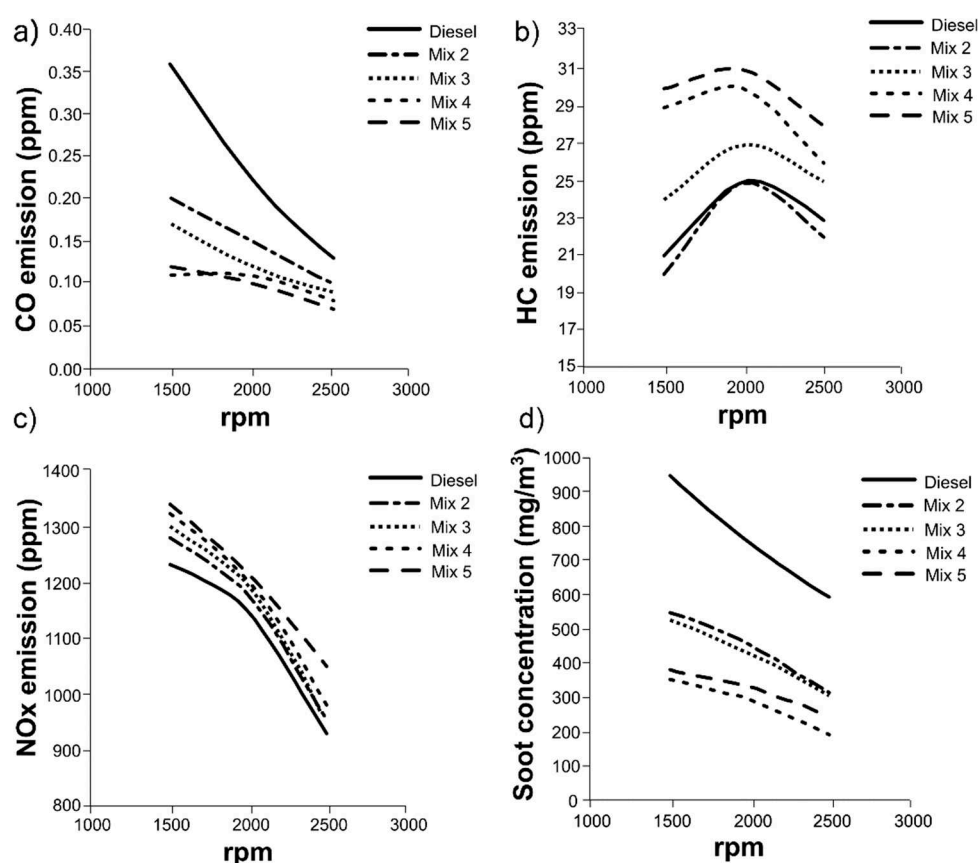 a)
CO emission (ppm)
0.40
0.35
0.30
0.25
0.20
0.15
0.10
0.05
0.00
1000 1500 2000 2500 3000
rpm
Diesel
Mix 2
Mix 3
Mix 4
Mix 5
b)
HC emission (ppm)
33
31
29
27
25
23
21
19
17
15
1000 1500 2000 2500 3000
rpm
Diesel
Mix 2
Mix 3
Mix 4
Mix 5
c)
NOx emission (ppm)
1400
1300
1200
1100
1000
900
800
1000 1500 2000 2500 3000
rpm
Diesel
Mix 2
Mix 3
Mix 4
Mix 5
d)
Soot concentration (mg/m³)
1000
900
800
700
600
500
400
300
200
100
0
1000 1500 2000 2500 3000
rpm
Diesel
Mix 2
Mix 3
Mix 4
Mix 5